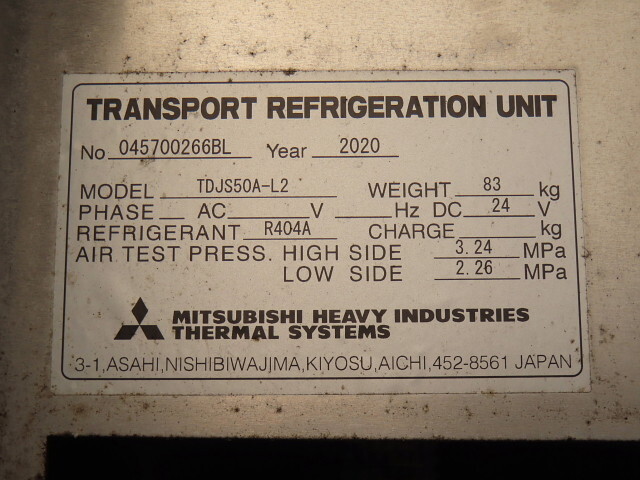 TRANSPORT REFRIGERATION UNIT
No 045700266BL Year 2020
MODEL TDJS50A-L2 WEIGHT 83 kg
PHASE AC V Hz DC 24 V
REFRIGERANT R404A CHARGE kg
AIR TEST PRESS. HIGH SIDE 3.24 MPa
LOW SIDE 2.26 MPa
MITSUBISHI HEAVY INDUSTRIES
THERMAL SYSTEMS
3-1,ASAHI,NISHIBIWAJIMA,KIYOSU,AICHI,452-8561 JAPAN